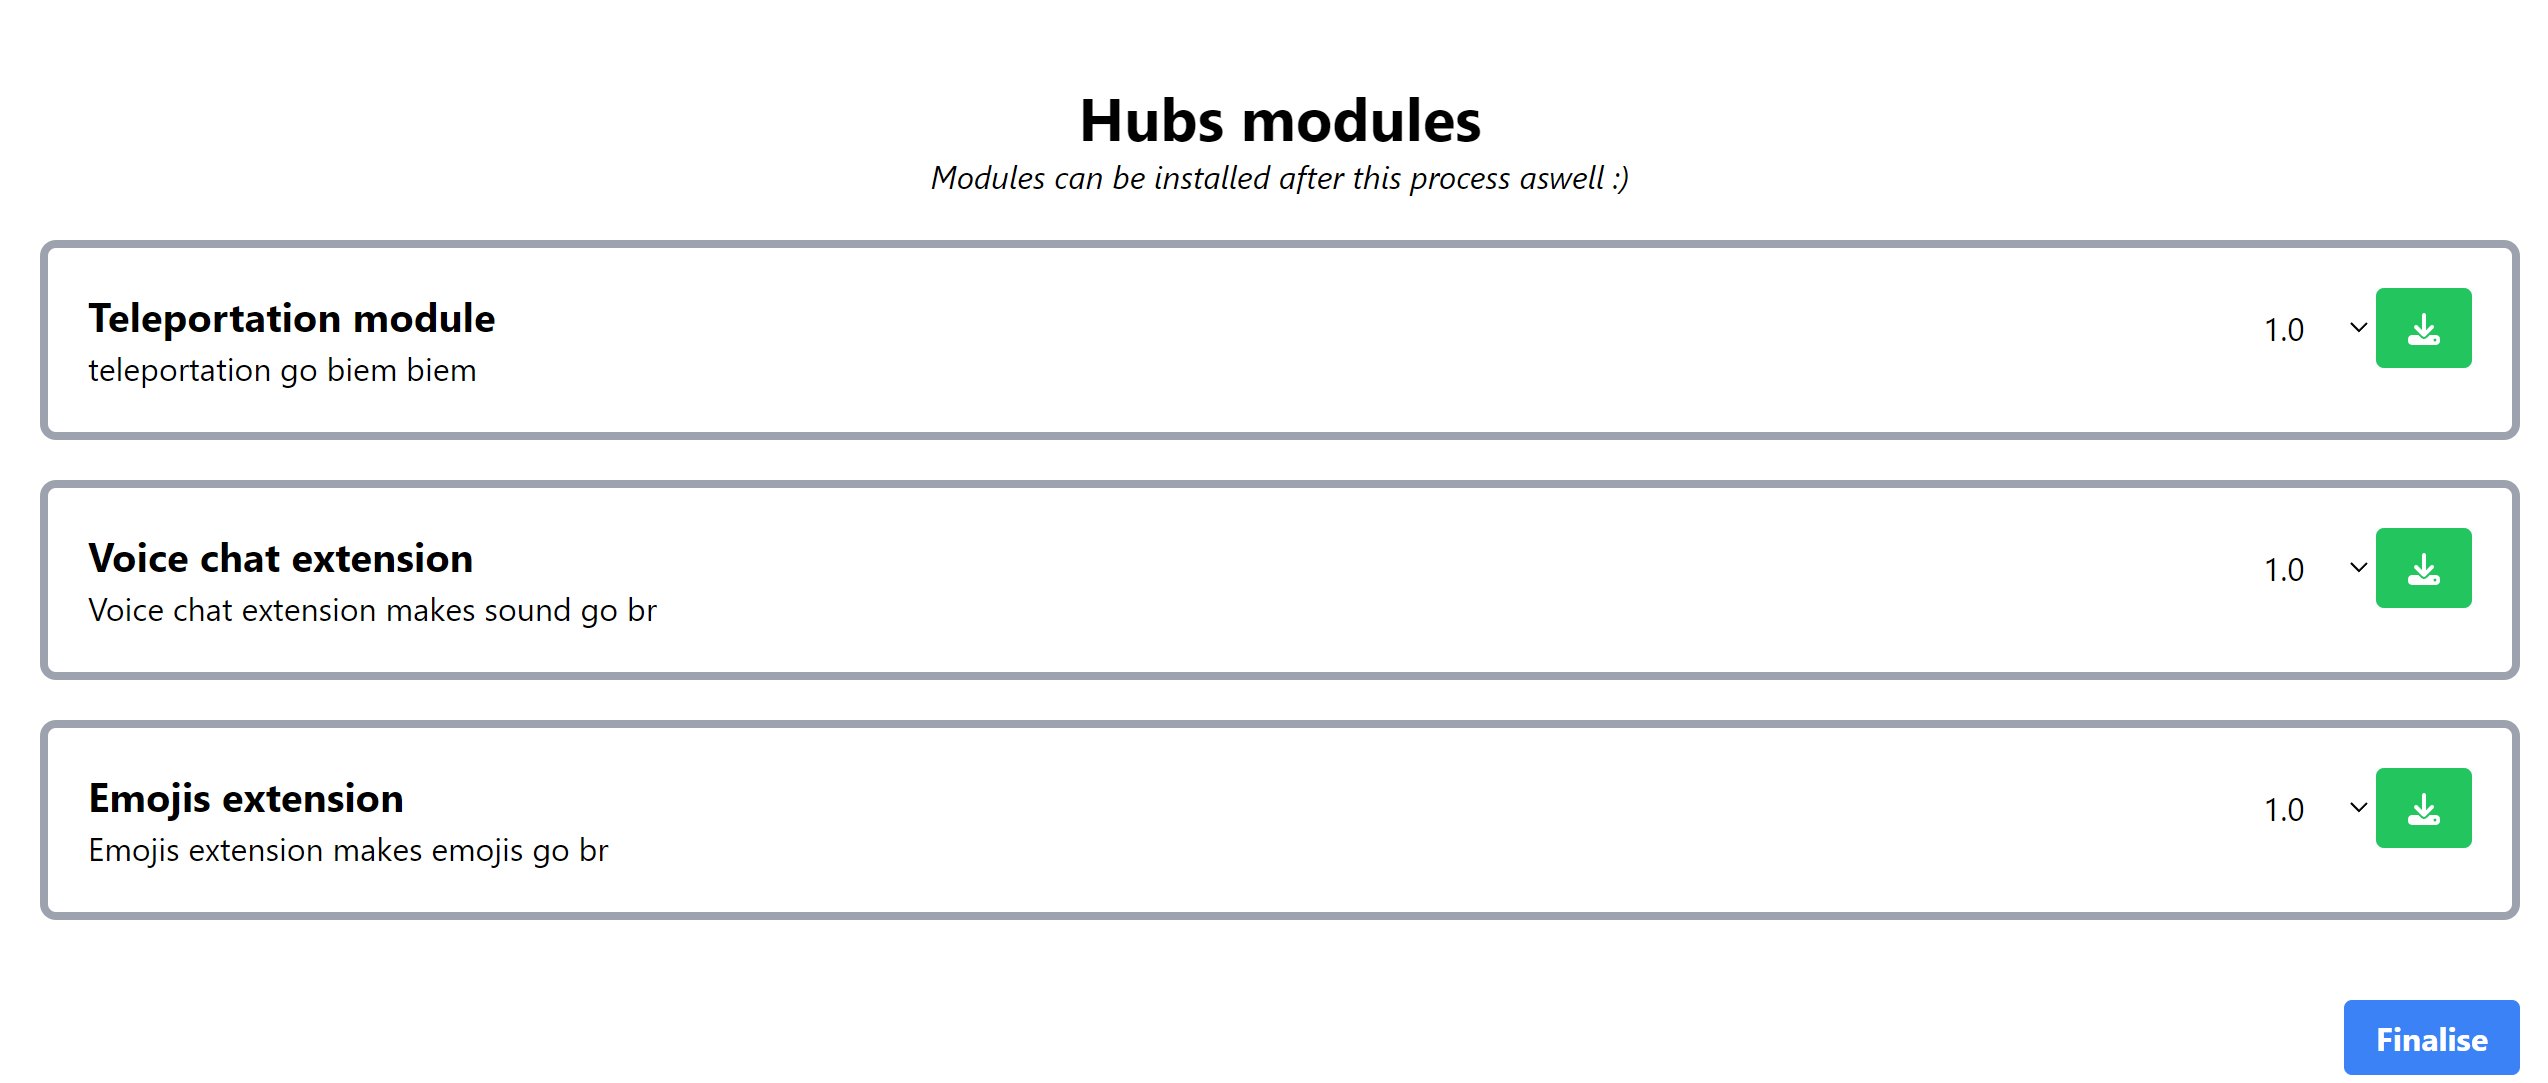 Hubs modules
Modules can be installed after this process aswell :)
Teleportation module
teleportation go biem biem
1.0
Voice chat extension
Voice chat extension makes sound go br
1.0
Emojis extension
Emojis extension makes emojis go br
1.0
Finalise